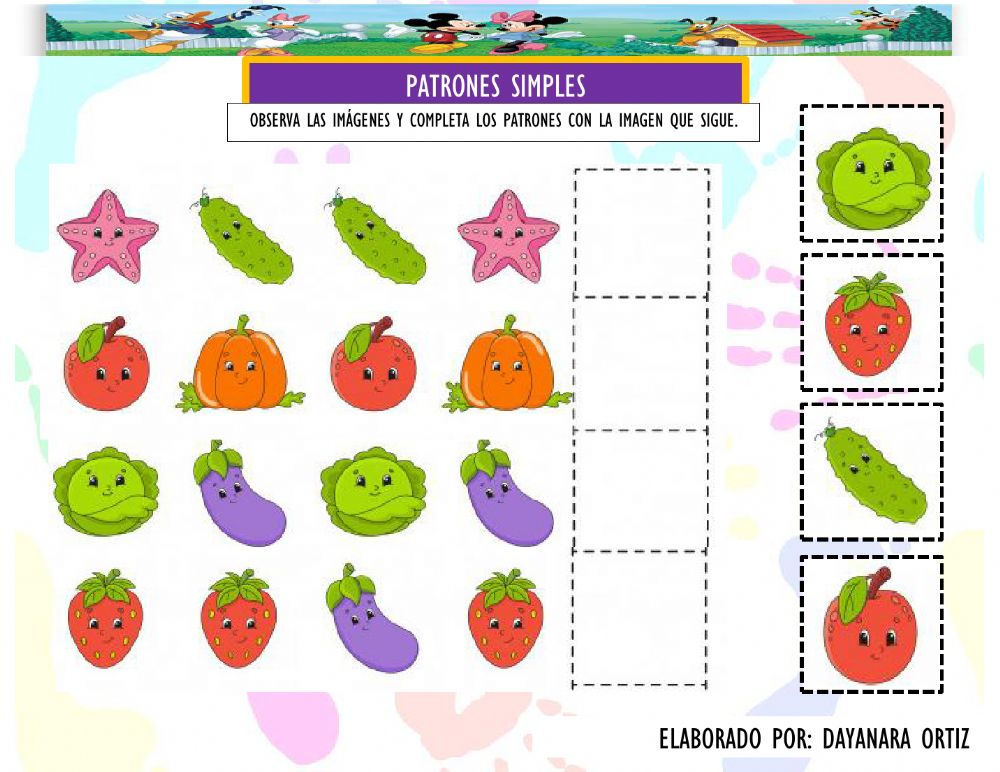 PATRONES SIMPLES
OBSERVA LAS IMÁGENES Y COMPLETA LOS PATRONES CON LA IMAGEN QUE SIGUE.
ELABORADO POR: DAYANARA ORTIZ